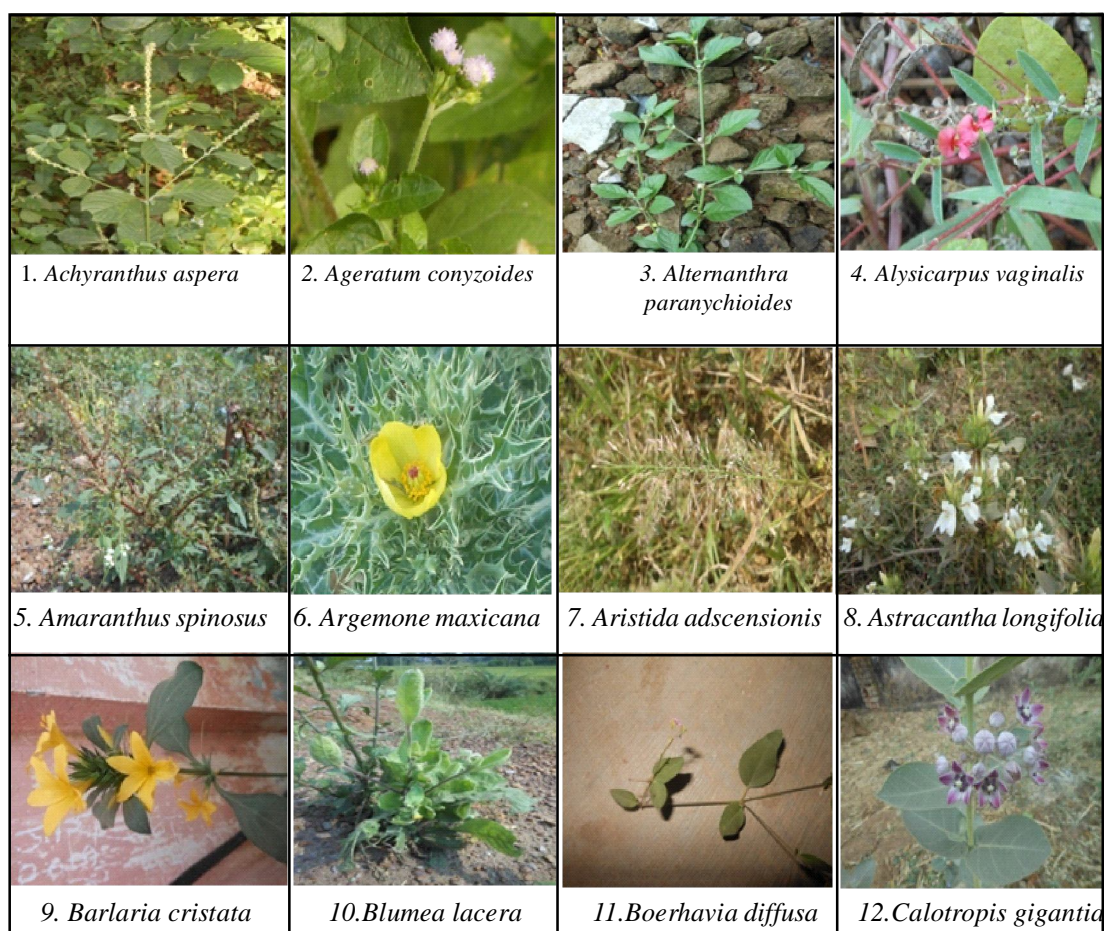 1. Achyranthus aspera
2. Ageratum conyzoides
3. Alternanthra
paranychioides
4. Alysicarpus vaginalis
5. Amaranthus spinosus
6. Argemone maxicana
7. Aristida adscensionis
8. Astracantha longifolia
9. Barlaria cristata
10.Blumea lacera
11.Boerhavia diffusa
12.Calotropis gigantia